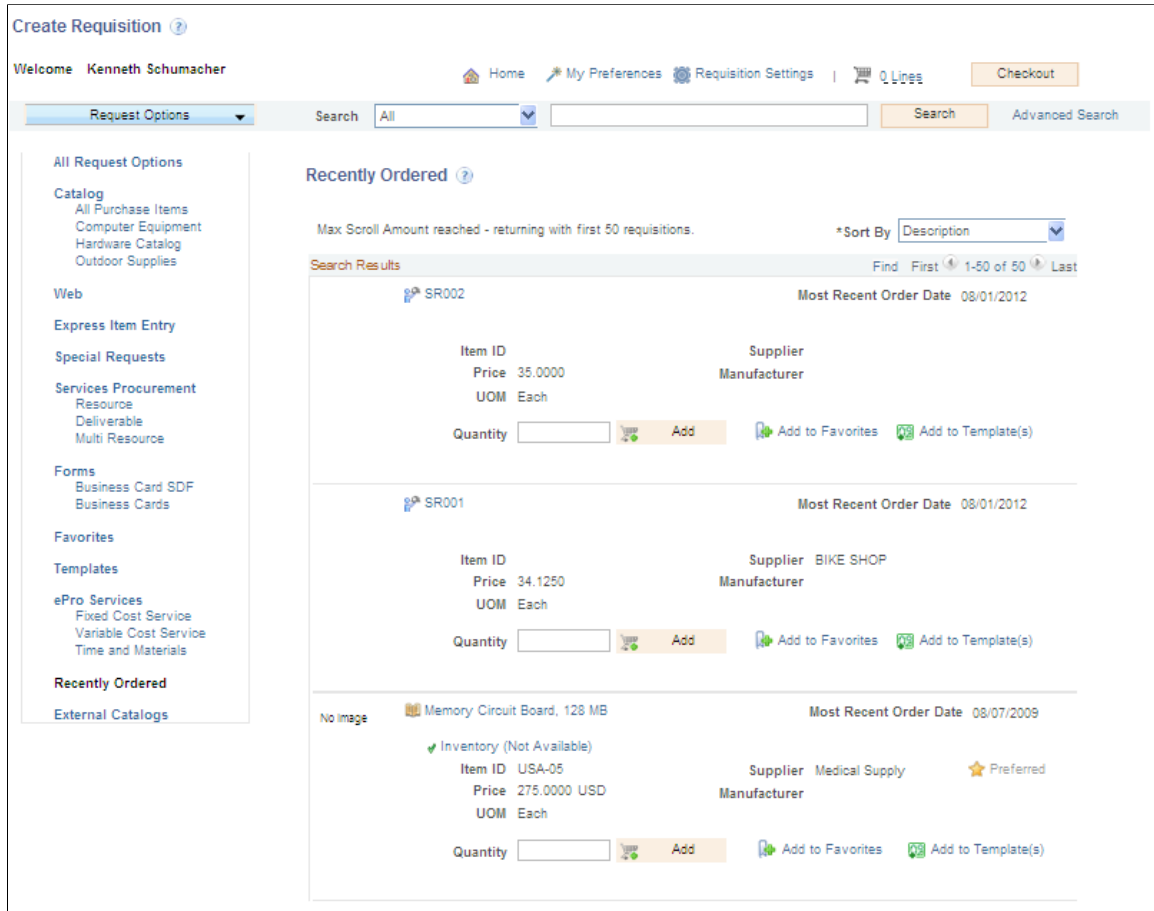 Create Requisition
Welcome Kenneth Schumacher
Home My Preferences Requisition Settings | 0 Lines Checkout
Request Options Search All Search Advanced Search
All Request Options
Catalog
All Purchase Items
Computer Equipment
Hardware Catalog
Outdoor Supplies
Web
Express Item Entry
Special Requests
Services Procurement
Resource
Deliverable
Multi Resource
Forms
Business Card SDF
Business Cards
Favorites
Templates
ePro Services
Fixed Cost Service
Variable Cost Service
Time and Materials
Recently Ordered
External Catalogs
Recently Ordered
Max Scroll Amount reached - returning with first 50 requisitions. *Sort By Description
Search Results Find First 1-50 of 50 Last
SR002 Most Recent Order Date 08/01/2012
Item ID Supplier
Price 35.0000 Manufacturer
UOM Each
Quantity Add Add to Favorites Add to Template(s)
SR001 Most Recent Order Date 08/01/2012
Item ID Supplier BIKE SHOP
Price 34.1250 Manufacturer
UOM Each
Quantity Add Add to Favorites Add to Template(s)
No Image Memory Circuit Board, 128 MB Most Recent Order Date 08/07/2009
Inventory (Not Available)
Item ID USA-05 Supplier Medical Supply Preferred
Price 275.0000 USD Manufacturer
UOM Each
Quantity Add Add to Favorites Add to Template(s)